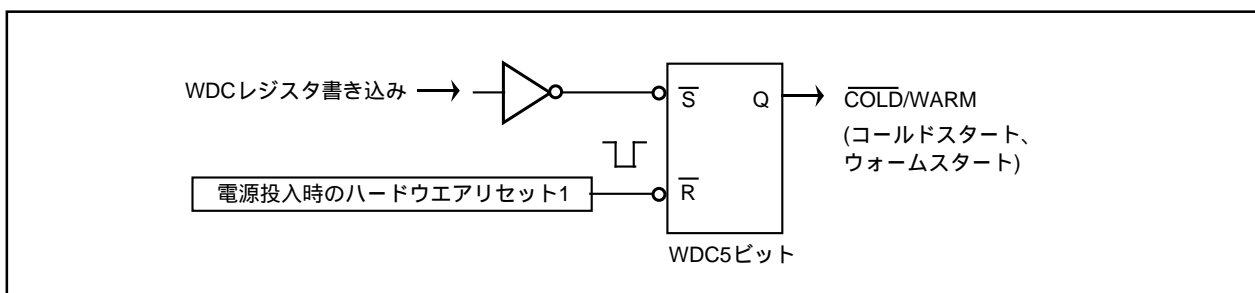 WDCレジスタ書き込み
S
Q
COLD/WARM
(コールドスタート、
ウォームスタート)
電源投入時のハードウエアリセット1
R
WDC5ビット